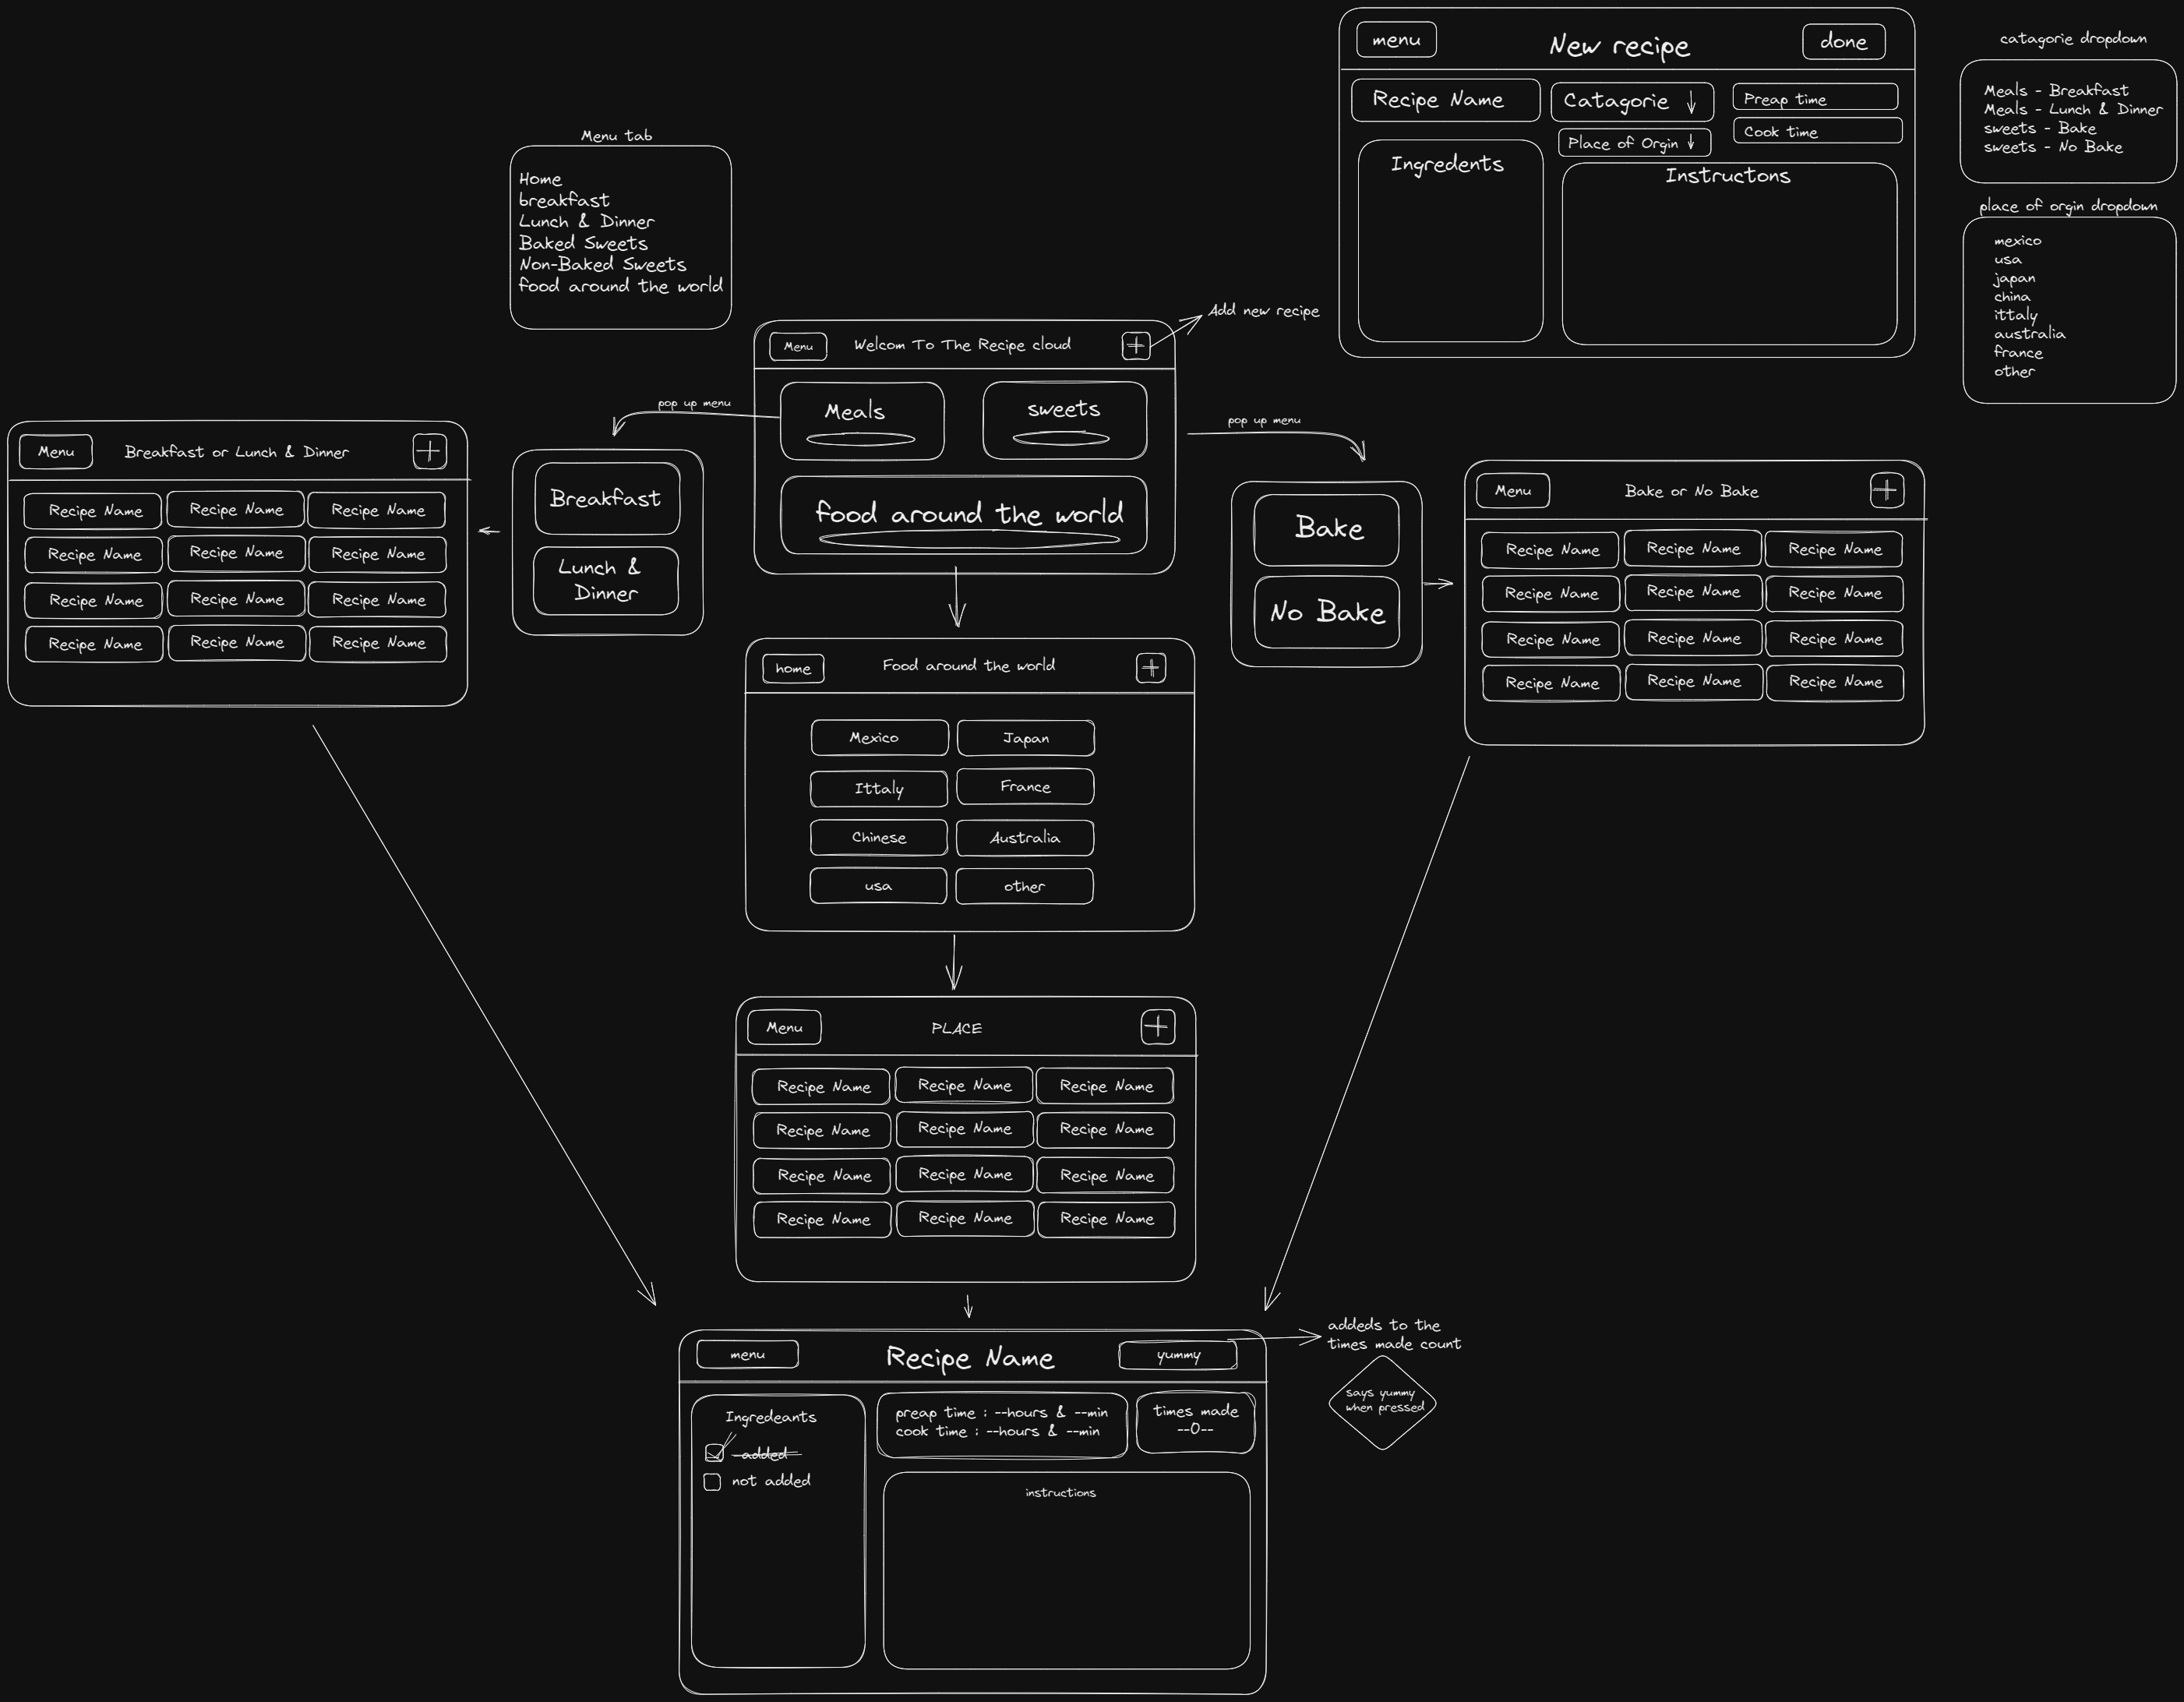 menu
New recipe
done
Recipe Name
Catagorie ↓
Preap time
Place of Orgin ↓
Cook time
Ingredents
Instructons
catagorie dropdown
Meals - Breakfast
Meals - Lunch & Dinner
sweets - Bake
sweets - No Bake
place of orgin dropdown
mexico
usa
japan
china
ittaly
australia
france
other
Menu tab
Home
breakfast
Lunch & Dinner
Baked Sweets
Non-Baked Sweets
food around the world
Add new recipe
Menu
Welcom To The Recipe cloud
+
Meals
sweets
food around the world
pop up menu
Breakfast
Lunch &
Dinner
pop up menu
Bake
No Bake
Menu
Breakfast or Lunch & Dinner
+
Recipe Name
Recipe Name
Recipe Name
Recipe Name
Recipe Name
Recipe Name
Recipe Name
Recipe Name
Recipe Name
Recipe Name
Recipe Name
Recipe Name
Menu
Bake or No Bake
+
Recipe Name
Recipe Name
Recipe Name
Recipe Name
Recipe Name
Recipe Name
Recipe Name
Recipe Name
Recipe Name
Recipe Name
Recipe Name
Recipe Name
home
Food around the world
+
Mexico
Japan
Ittaly
France
Chinese
Australia
usa
other
Menu
PLACE
+
Recipe Name
Recipe Name
Recipe Name
Recipe Name
Recipe Name
Recipe Name
Recipe Name
Recipe Name
Recipe Name
Recipe Name
Recipe Name
Recipe Name
menu
Recipe Name
yummy
addeds to the
times made count
says yummy
when pressed
Ingredeants
added
not added
preap time : --hours & --min
cook time : --hours & --min
times made
--0--
instructions